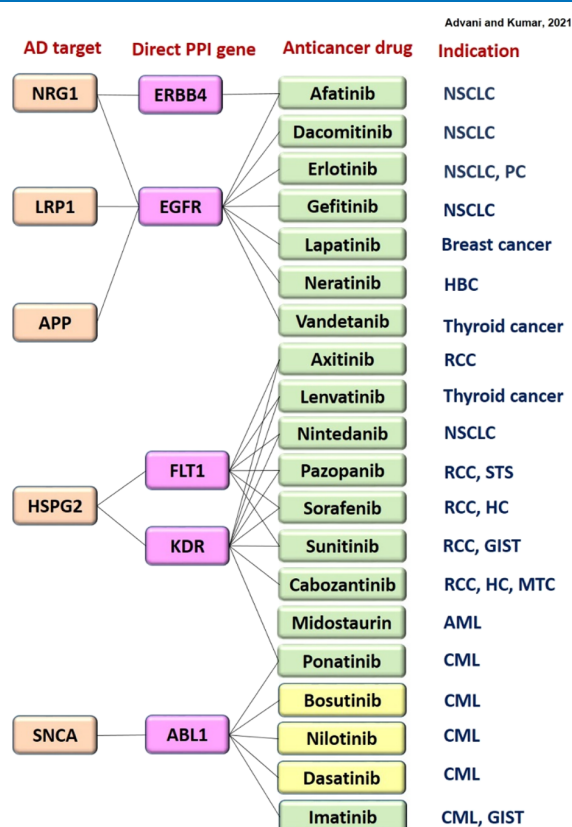 Advani and Kumar, 2021
AD target Direct PPI gene Anticancer drug Indication
NRG1 ERBB4 Afatinib NSCLC
Dacomitinib NSCLC
Erlotinib NSCLC, PC
LRP1 EGFR Gefitinib NSCLC
Lapatinib Breast cancer
Neratinib HBC
APP Vandetanib Thyroid cancer
Axitinib RCC
Lenvatinib Thyroid cancer
Nintedanib NSCLC
FLT1 Pazopanib RCC, STS
HSPG2 Sorafenib RCC, HC
KDR Sunitinib RCC, GIST
Cabozantinib RCC, HC, MTC
Midostaurin AML
Ponatinib CML
Bosutinib CML
SNCA ABL1 Nilotinib CML
Dasatinib CML
Imatinib CML, GIST